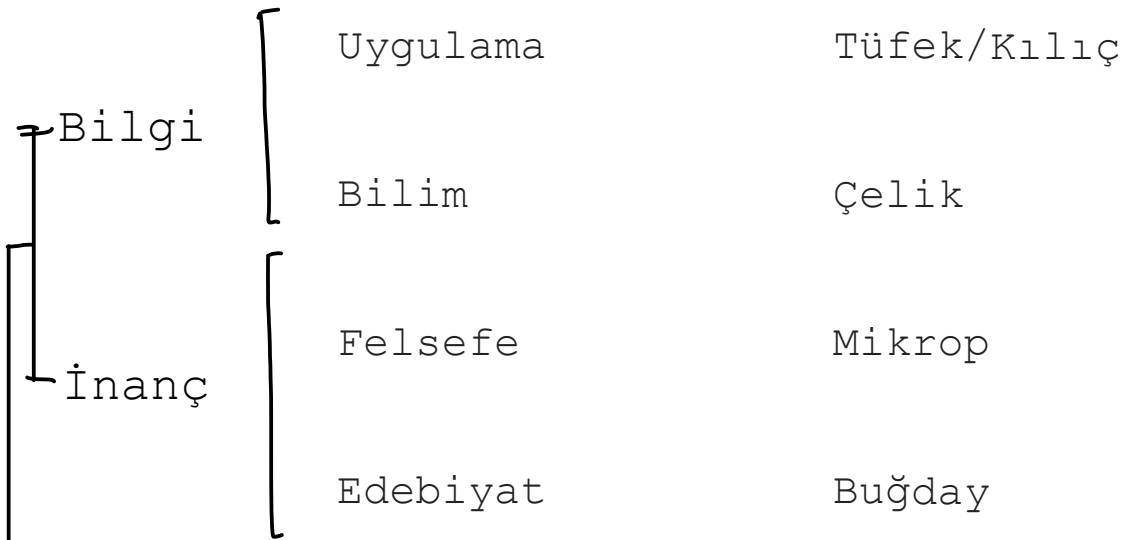 Uygulama Tüfek/Kılıç
Bilgi
Bilim Çelik
Felsefe Mikrop
İnanç
Edebiyat Buğday